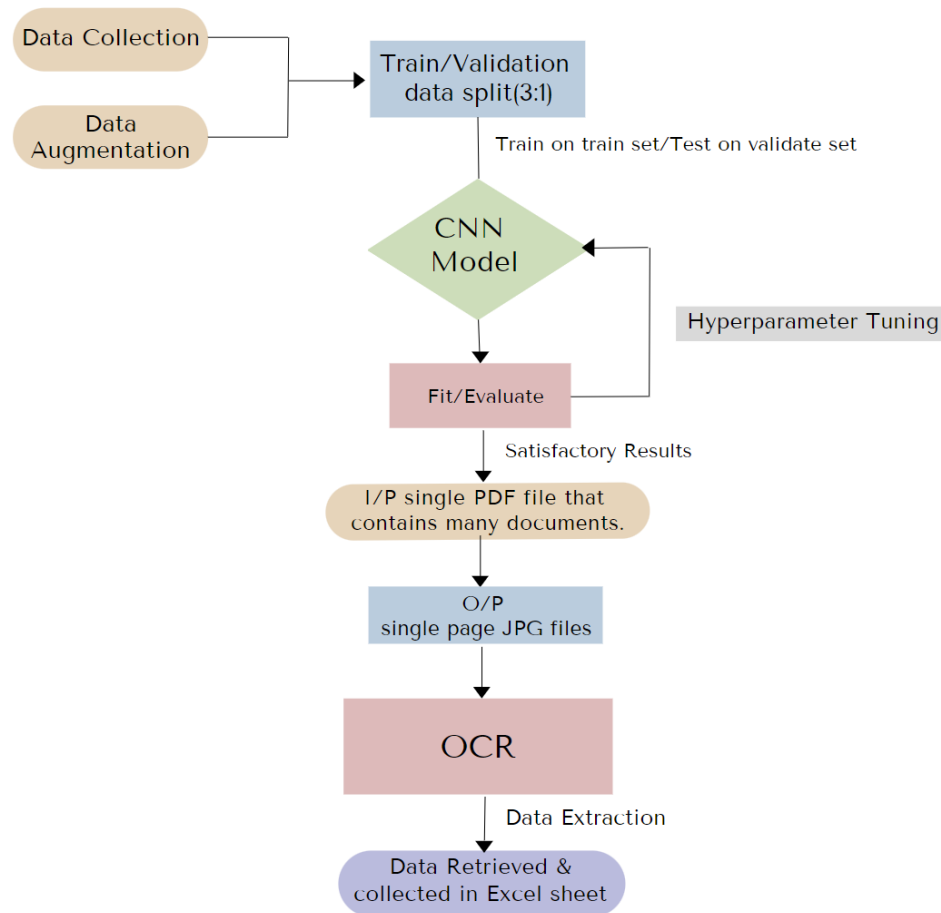 Data Collection
Data
Augmentation
Train/Validation
data split(3:1)
Train on train set/Test on validate set
CNN
Model
Hyperparameter Tuning
Fit/Evaluate
Satisfactory Results
I/P single PDF file that
contains many documents.
O/P
single page JPG files
OCR
Data Extraction
Data Retrieved &
collected in Excel sheet